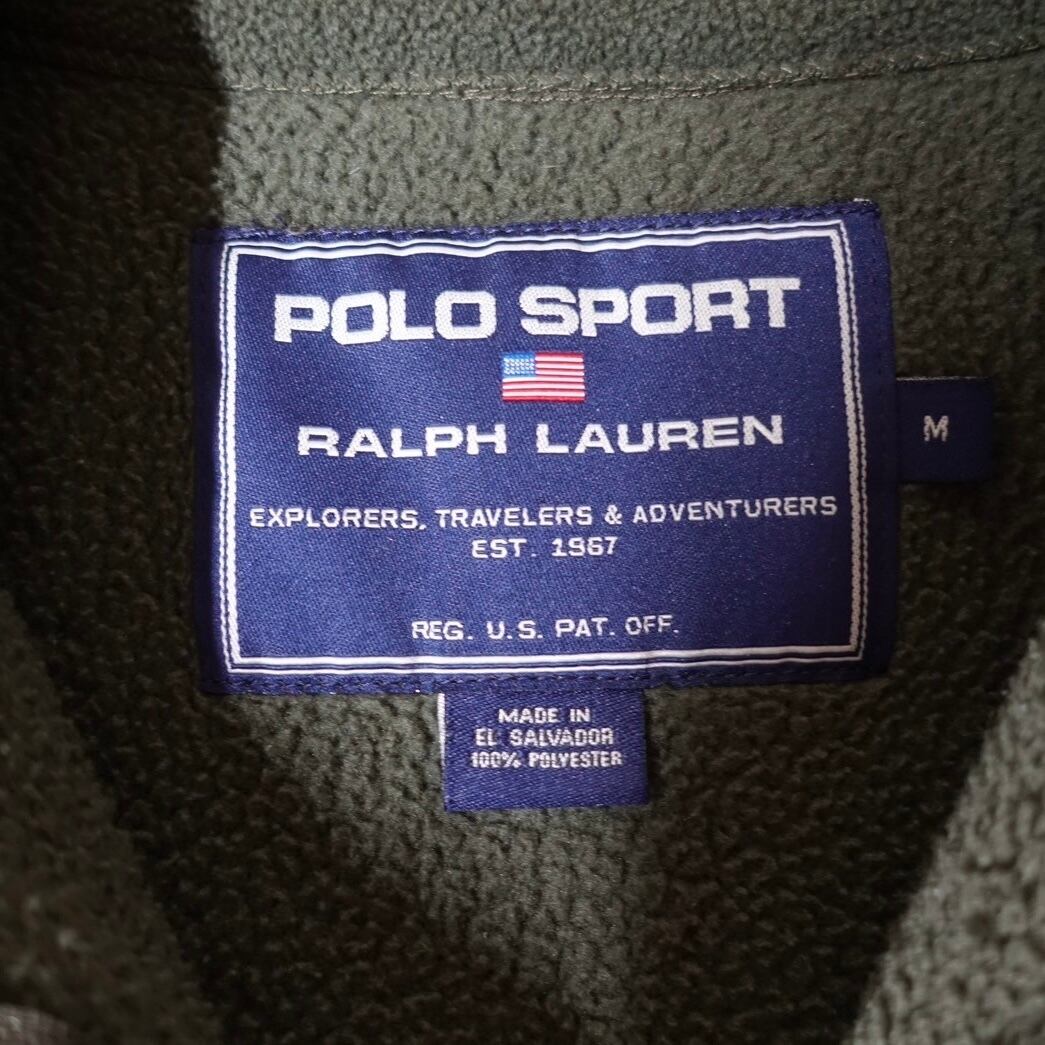 POLO SPORT
RALPH LAUREN
M
EXPLORERS, TRAVELERS & ADVENTURERS
EST. 1967
REG. U.S. PAT. OFF.
MADE IN
EL SALVADOR
100% POLYESTER